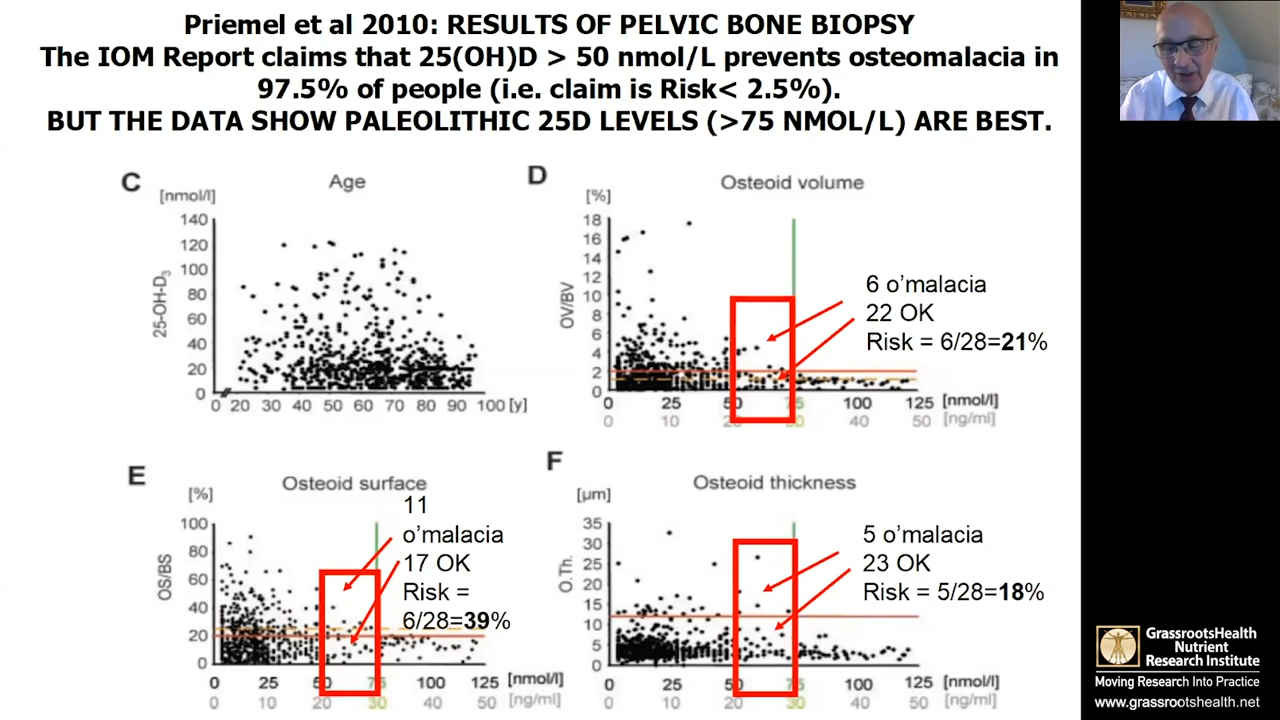 Priemel et al 2010: RESULTS OF PELVIC BONE BIOPSY
The IOM Report claims that 25(OH)D > 50 nmol/L prevents osteomalacia in
97.5% of people (i.e. claim is Risk< 2.5%).
BUT THE DATA SHOW PALEOLITHIC 25D LEVELS (>75 NMOL/L) ARE BEST.
C
Age
[nmol/l]
140
120
100
80
60
40
20
0
25-OH-D₃
0 20 30 40 50 60 70 80 90 100 [y]
D
Osteoid volume
[%]
18
16
14
12
10
8
6
4
2
0
OV/BV
0 25 50 75 100 125 [nmol/l]
0 10 20 30 40 50 [ng/ml]
6 o’malacia
22 OK
Risk = 6/28=21%
E
Osteoid surface
[%]
100
80
60
40
20
0
OS/BS
0 25 50 75 100 125 [nmol/l]
0 10 20 30 40 50 [ng/ml]
11
o’malacia
17 OK
Risk =
6/28=39%
F
Osteoid thickness
[µm]
35
30
25
20
15
10
5
0
O.Th.
0 25 50 75 100 125 [nmol/l]
0 10 20 30 40 50 [ng/ml]
5 o’malacia
23 OK
Risk = 5/28=18%
GrassrootsHealth
Nutrient
Research Institute
Moving Research Into Practice
www.grassrootshealth.net